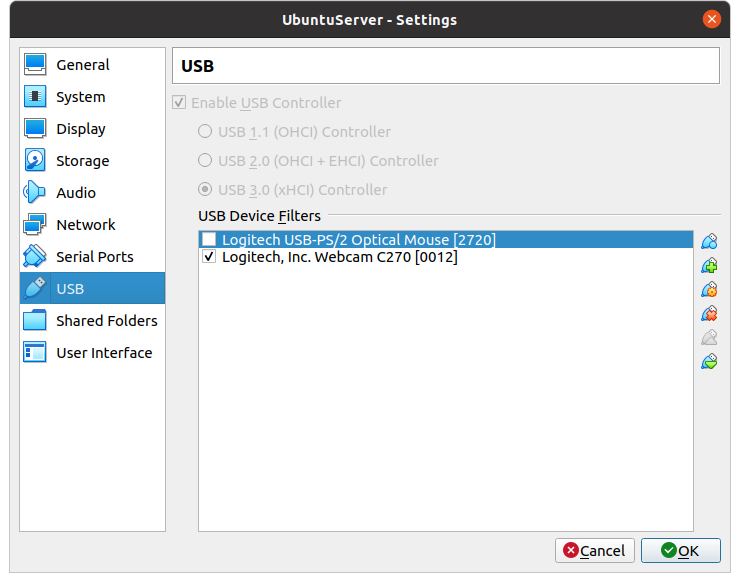 UbuntuServer - Settings
General
System
Display
Storage
Audio
Network
Serial Ports
USB
Shared Folders
User Interface
USB
Enable USB Controller
USB 1.1 (OHCI) Controller
USB 2.0 (OHCI + EHCI) Controller
USB 3.0 (xHCI) Controller
USB Device Filters
Logitech USB-PS/2 Optical Mouse [2720]
Logitech, Inc. Webcam C270 [0012]
Cancel
OK